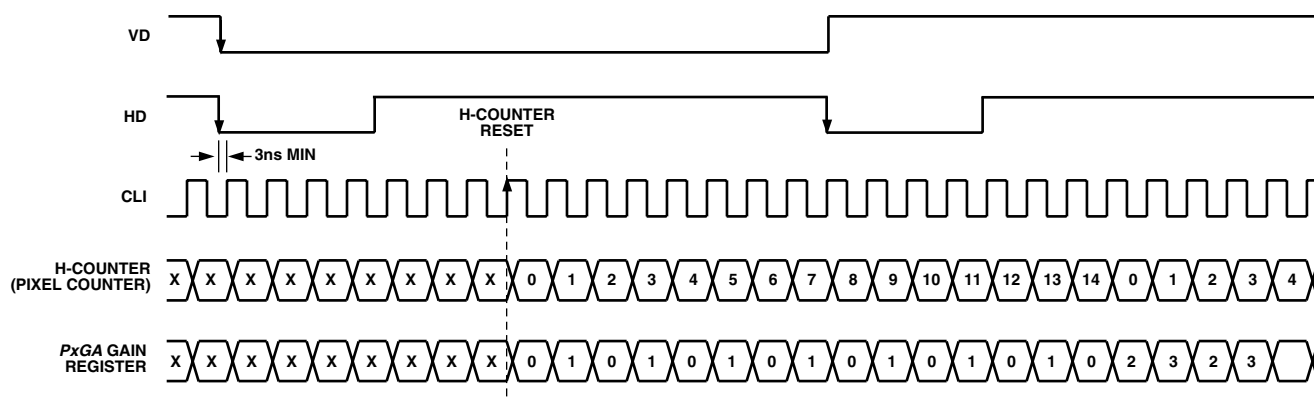 VD
HD
H-COUNTER
RESET
3ns MIN
CLI
H-COUNTER
(PIXEL COUNTER)
X X X X X X X X X 0 1 2 3 4 5 6 7 8 9 10 11 12 13 14 0 1 2 3 4
PxGA GAIN
REGISTER
X X X X X X X X X 0 1 0 1 0 1 0 1 0 1 0 1 0 1 0 2 3 2 3